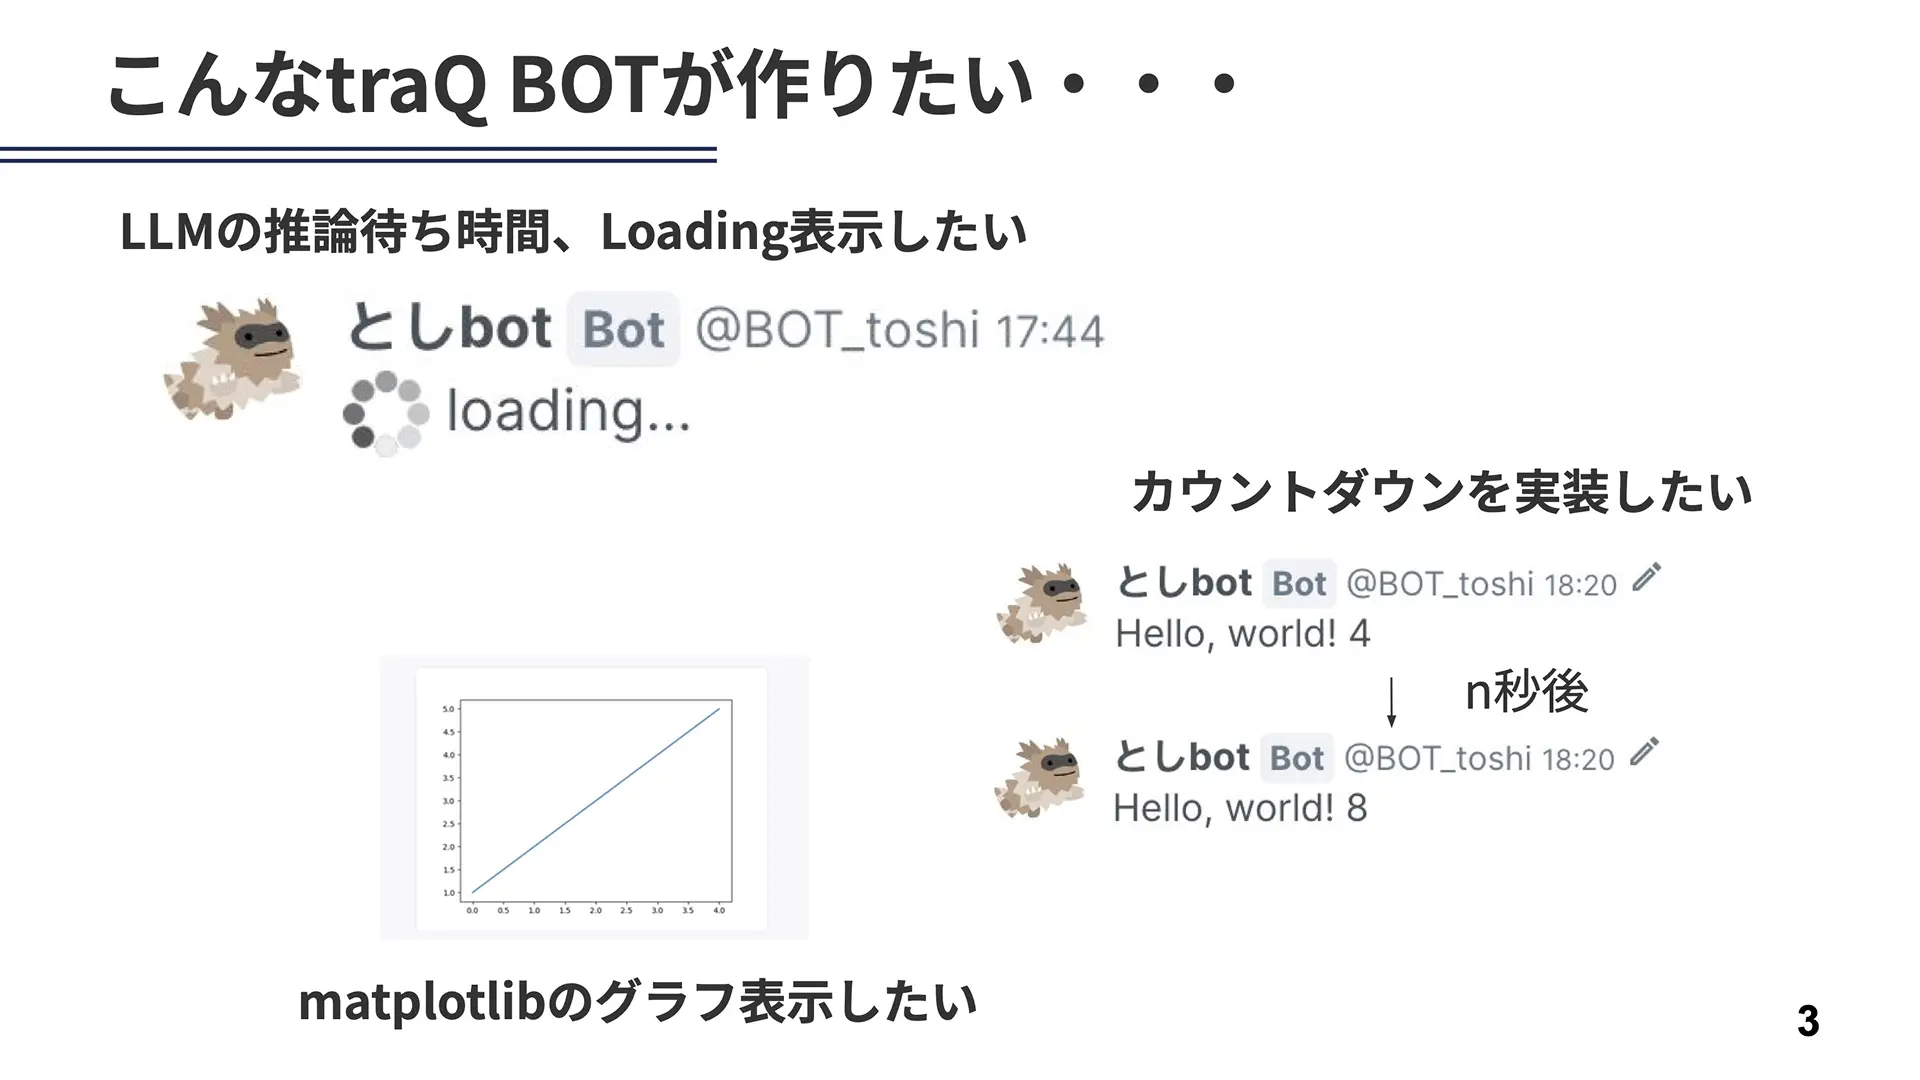 こんなtraQ BOTが作りたい・・・
LLMの推論待ち時間、Loading表示したい
としbot Bot @BOT_toshi 17:44
loading...
カウントダウンを実装したい
としbot Bot @BOT_toshi 18:20
Hello, world! 4
n秒後
としbot Bot @BOT_toshi 18:20
Hello, world! 8
5.0
4.5
4.0
3.5
3.0
2.5
2.0
1.5
1.0
0.0 0.5 1.0 1.5 2.0 2.5 3.0 3.5 4.0
matplotlibのグラフ表示したい
3